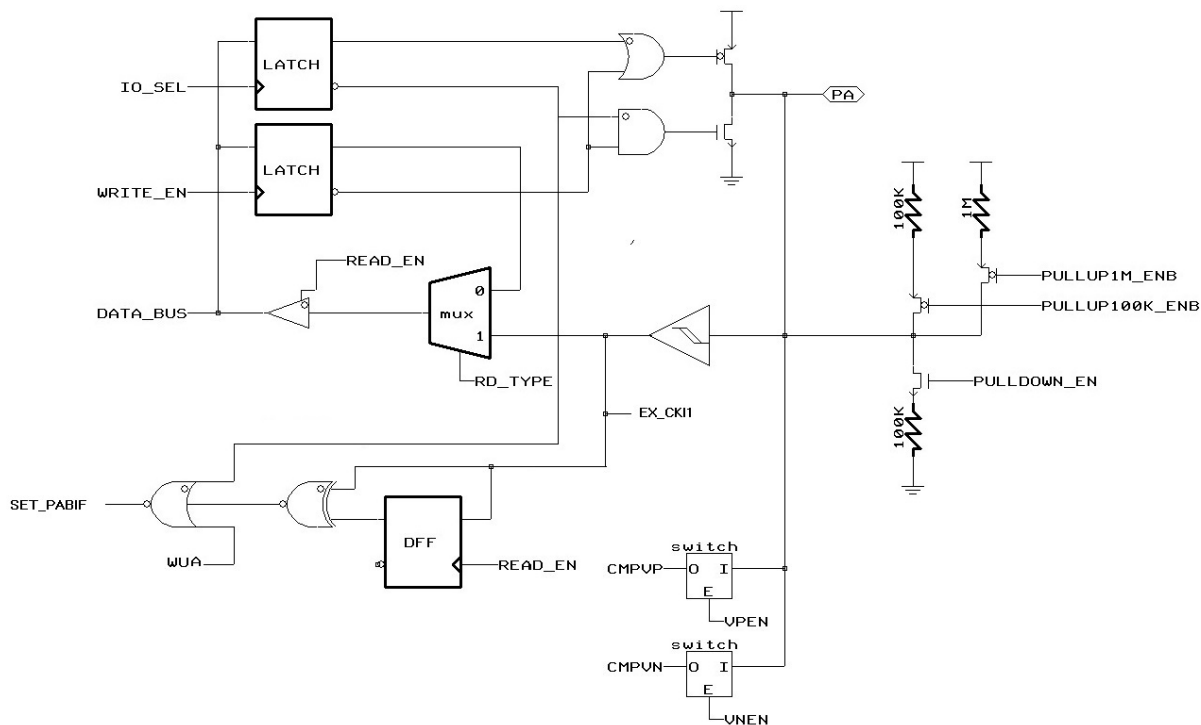 LATCH
IO_SEL
PA
LATCH
WRITE_EN
100K
1M
READ_EN
PULLUP1M_ENB
0
PULLUP100K_ENB
DATA_BUS
mux
1
RD_TYPE
PULLDOWN_EN
EX_CKI1
100K
SET_PABIF
DFF
WUA
READ_EN
switch
CMPVP
O I
E
VPEN
switch
CMPVN
O I
E
VNEN